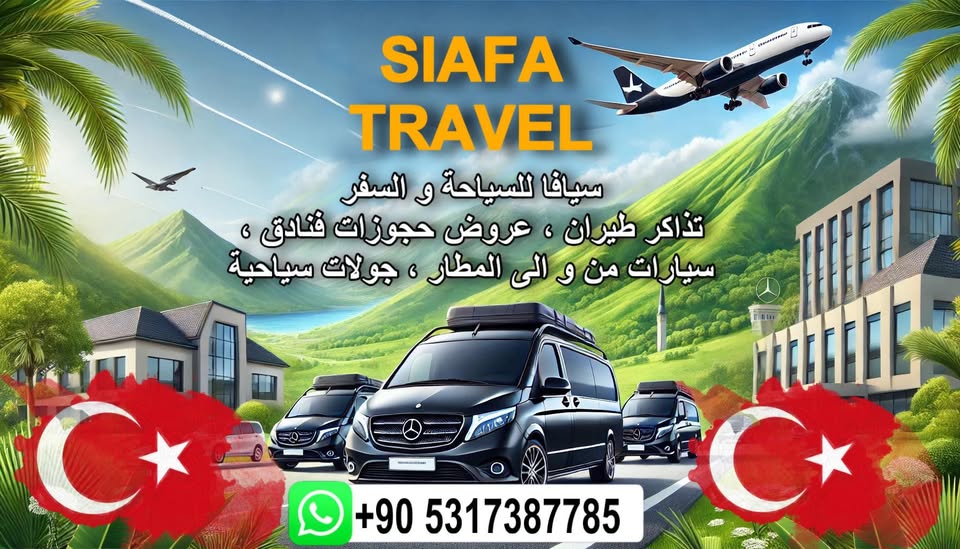 SIAFA
TRAVEL
سيافا للسياحة و السفر
تذاكر طيران ، عروض حجوزات فنادق ،
سيارات من و الى المطار ، جولات سياحية
+90 5317387785